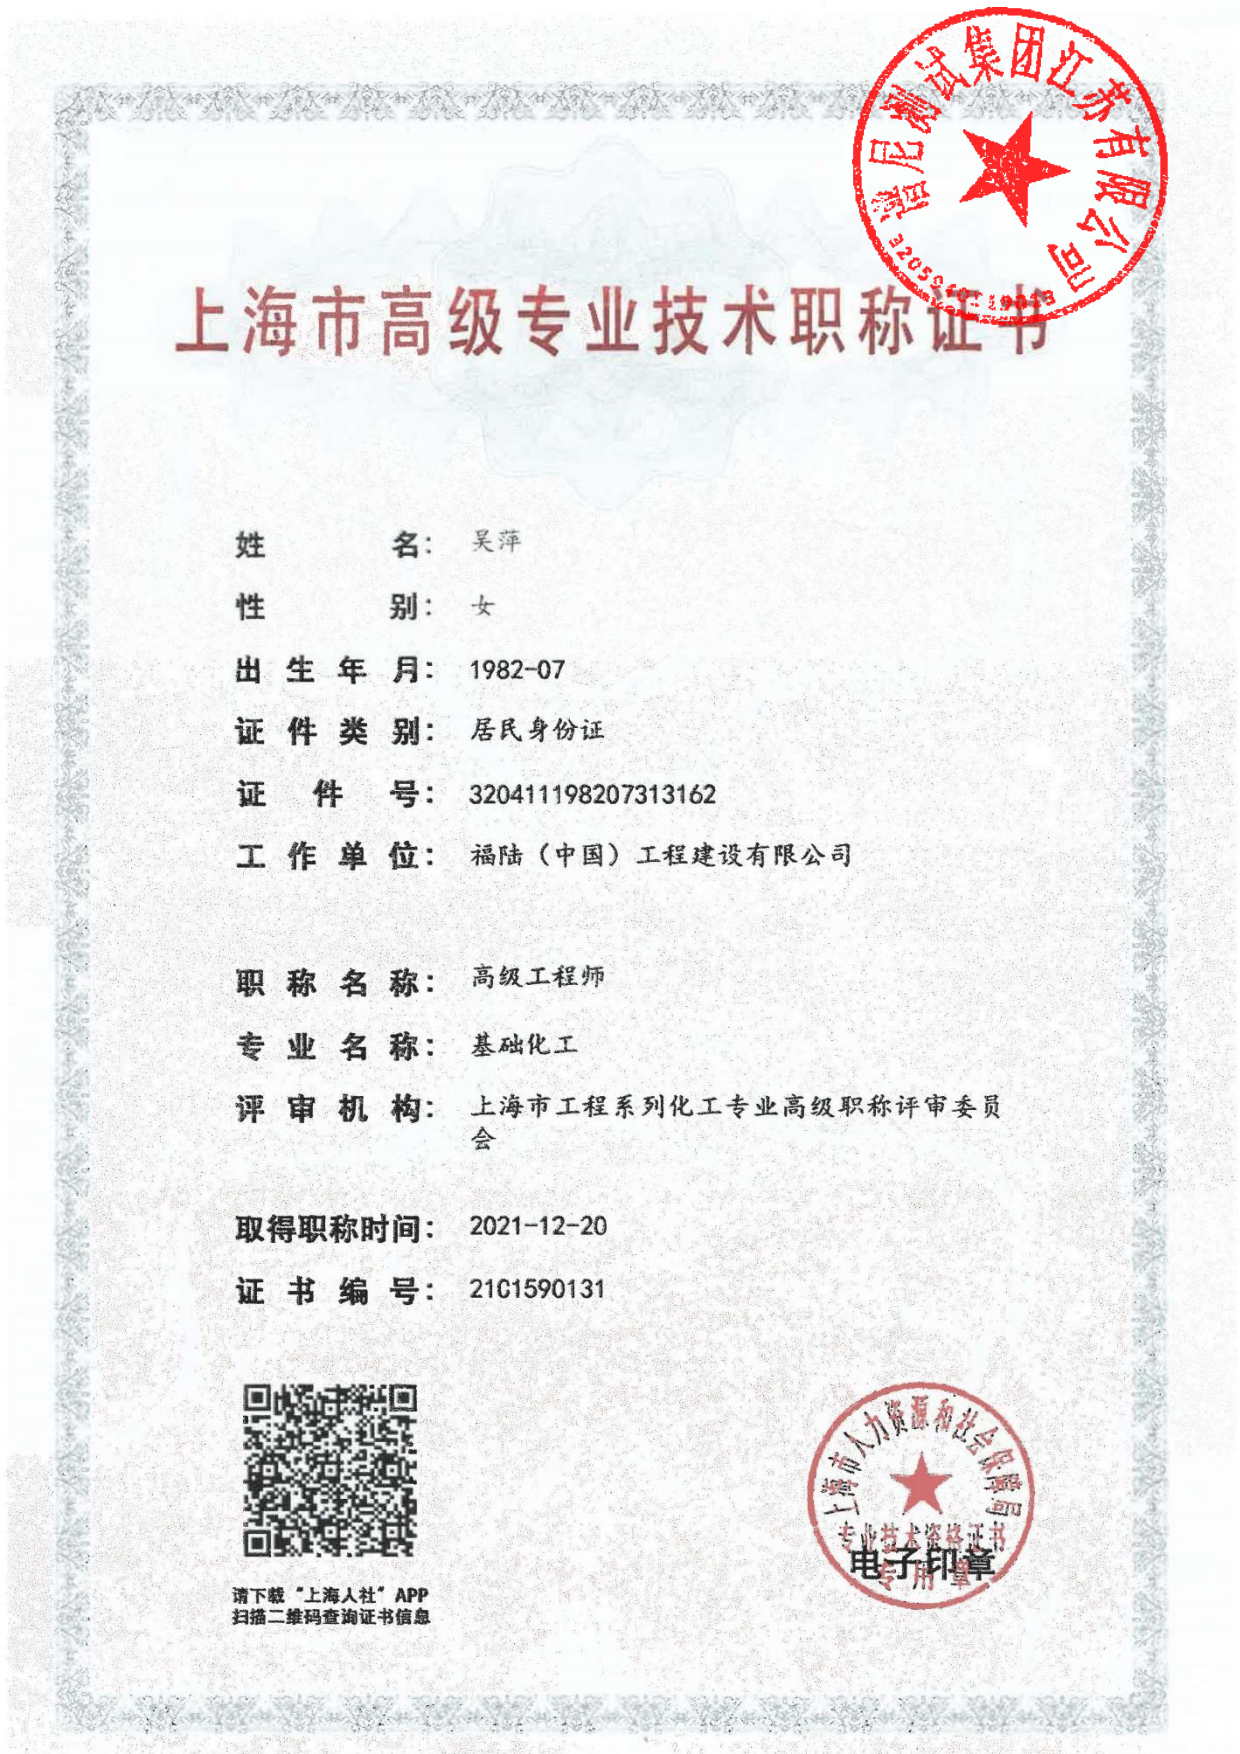 谱尼测试集团江苏有限公司
上海市高级专业技术职称证书
姓名：吴萍
性别：女
出生年月：1982-07
证件类别：居民身份证
证件号：320411198207313162
工作单位：福陆（中国）工程建设有限公司
职称名称：高级工程师
专业名称：基础化工
评审机构：上海市工程系列化工专业高级职称评审委员
会
取得职称时间：2021-12-20
证书编号：21C1590131
上海市人力资源和社会保障局
专业技术资格证书
电子印章
专用章
请下载“上海人社”APP
扫描二维码查询证书信息